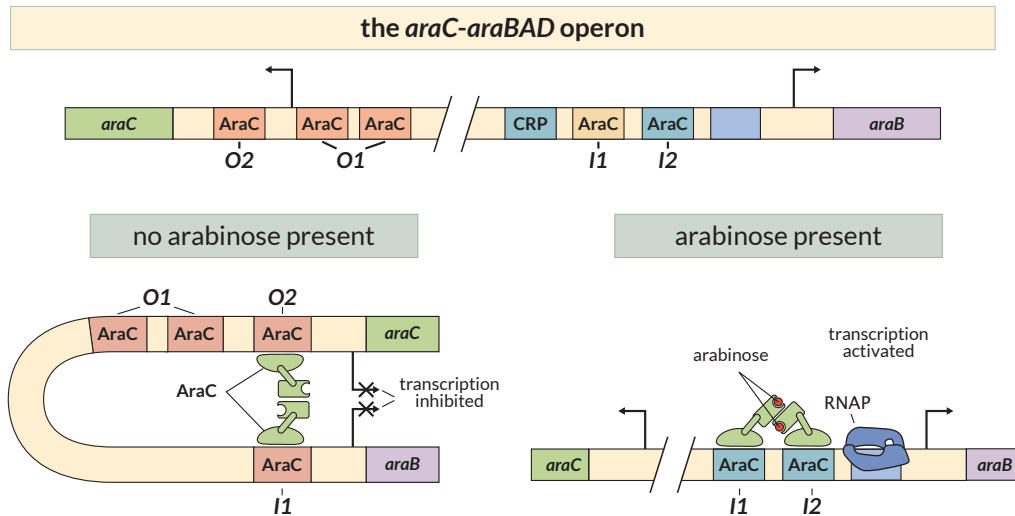 the araC-araBAD operon
araC AraC AraC AraC CRP AraC AraC araB
O2 O1 I1 I2
no arabinose present
O1 O2
AraC AraC AraC araC
AraC
transcription
inhibited
AraC araB
I1
arabinose present
transcription
activated
arabinose
RNAP
araC AraC AraC araB
I1 I2